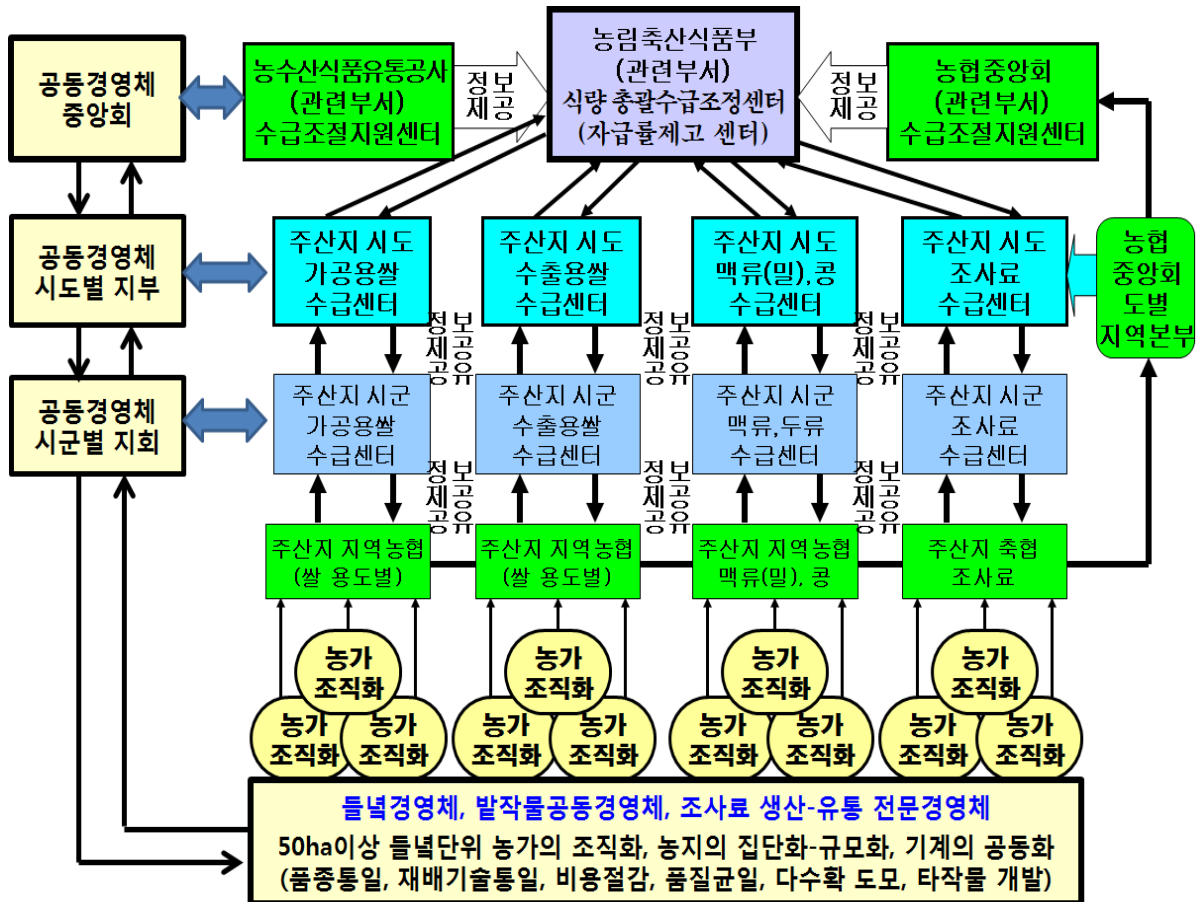 공동경영체
중앙회
농수산식품유통공사
(관련부서)
수급조절지원센터
정보
제공
농림축산식품부
(관련부서)
식량 총괄수급조정센터
(자급률제고 센터)
정보
제공
농협중앙회
(관련부서)
수급조절지원센터
공동경영체
시도별 지부
주산지 시도
가공용쌀
수급센터
주산지 시도
수출용쌀
수급센터
주산지 시도
맥류(밀),콩
수급센터
주산지 시도
조사료
수급센터
농협
중앙회
도별
지역본부
정보
제공
공유
정보
제공
공유
정보
제공
공유
공동경영체
시군별 지회
주산지 시군
가공용쌀
수급센터
주산지 시군
수출용쌀
수급센터
주산지 시군
맥류,두류
수급센터
주산지 시군
조사료
수급센터
정보
제공
공유
정보
제공
공유
정보
제공
공유
주산지 지역농협
(쌀 용도별)
주산지 지역농협
(쌀 용도별)
주산지 지역농협
맥류(밀), 콩
주산지 축협
조사료
농가
조직화
농가
조직화
농가
조직화
농가
조직화
농가
조직화
농가
조직화
농가
조직화
농가
조직화
농가
조직화
농가
조직화
농가
조직화
농가
조직화
들녘경영체, 밭작물공동경영체, 조사료 생산-유통 전문경영체
50ha이상 들녘단위 농가의 조직화, 농지의 집단화-규모화, 기계의 공동화
(품종통일, 재배기술통일, 비용절감, 품질균일, 다수확 도모, 타작물 개발)